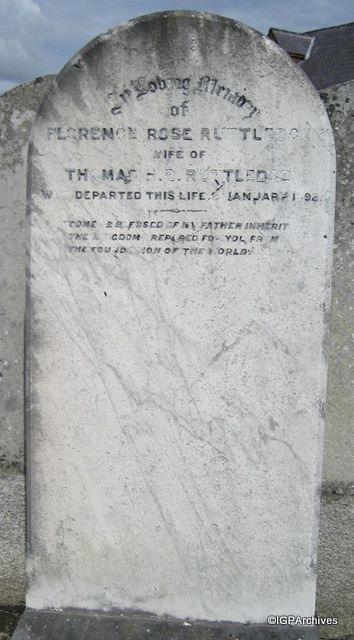 In Loving Memory
of
FLORENCE ROSE RUTTLEDGE
WIFE OF
THOMAS H.B. RUTTLEDGE
WHO DEPARTED THIS LIFE JANUARY
"COME YE BLESSED OF MY FATHER INHERIT
THE KINGDOM PREPARED FOR YOU FROM
THE FOUNDATION OF THE WORLD"
©IGPArchives